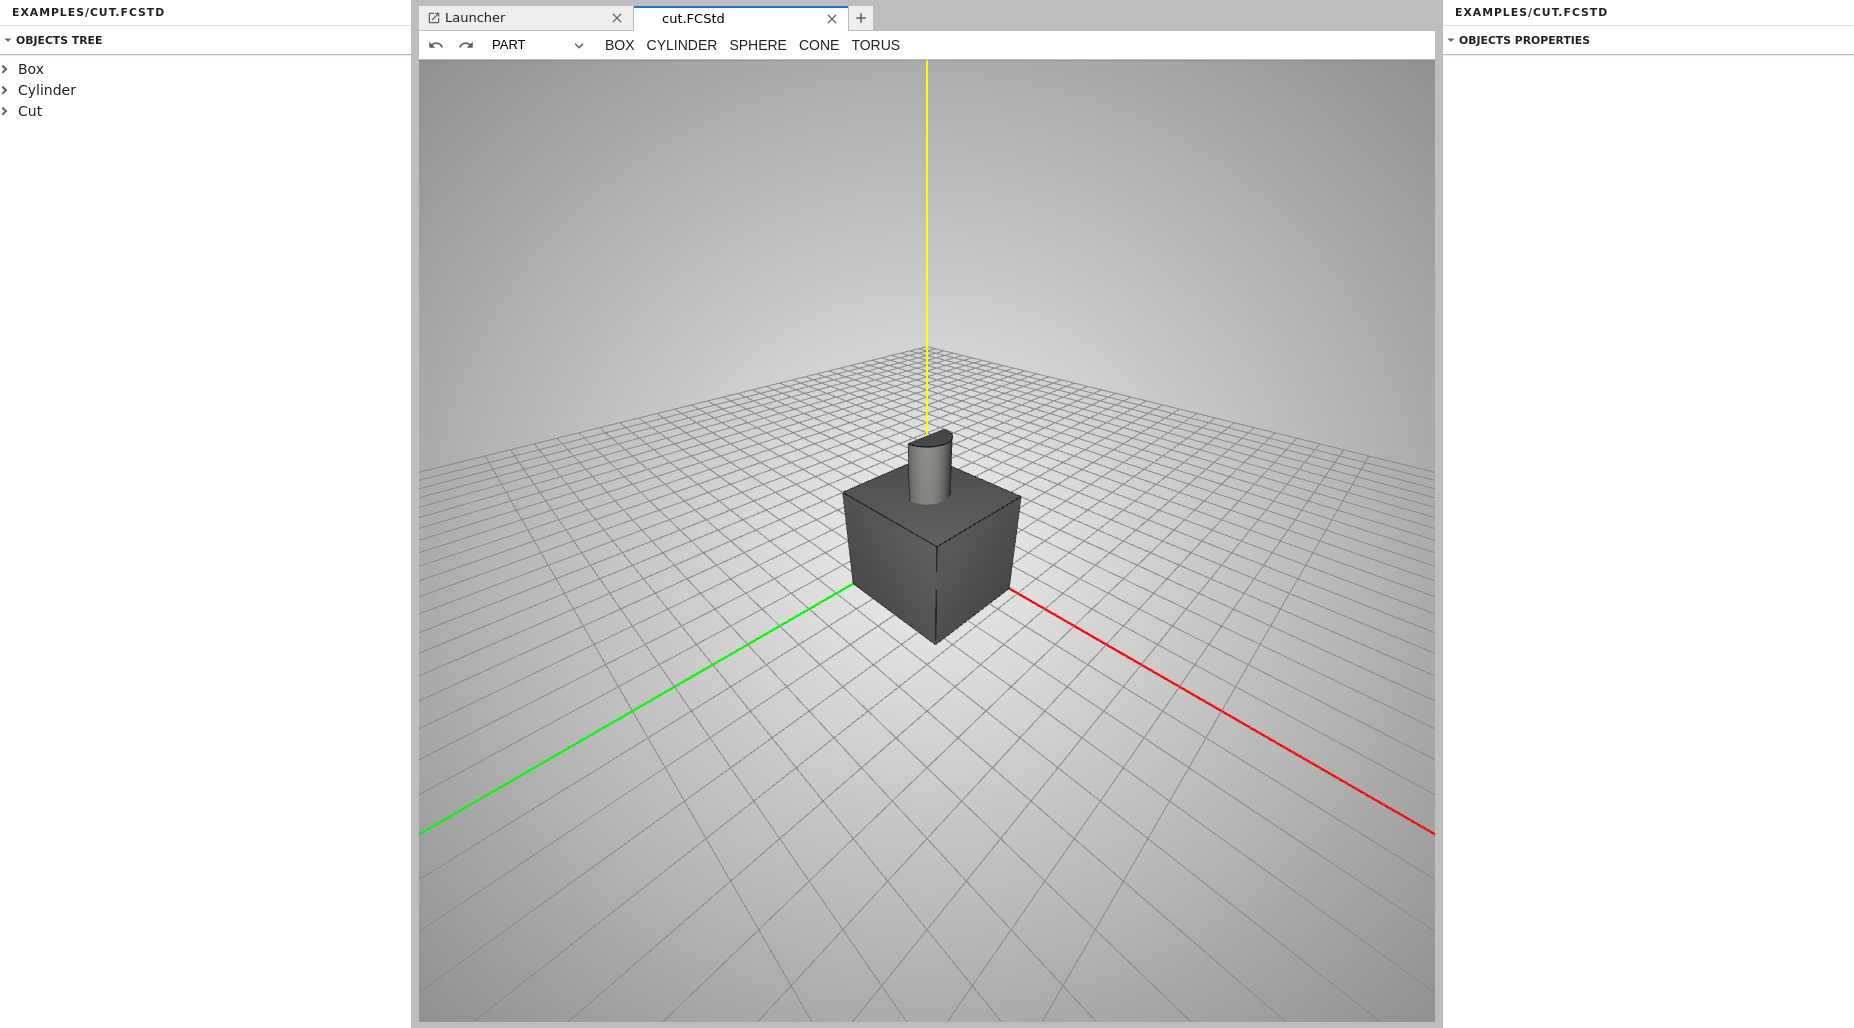 EXAMPLES/CUT.FCSTD
OBJECTS TREE
Box
Cylinder
Cut
Launcher
cut.FCStd
PART
BOX
CYLINDER
SPHERE
CONE
TORUS
EXAMPLES/CUT.FCSTD
OBJECTS PROPERTIES